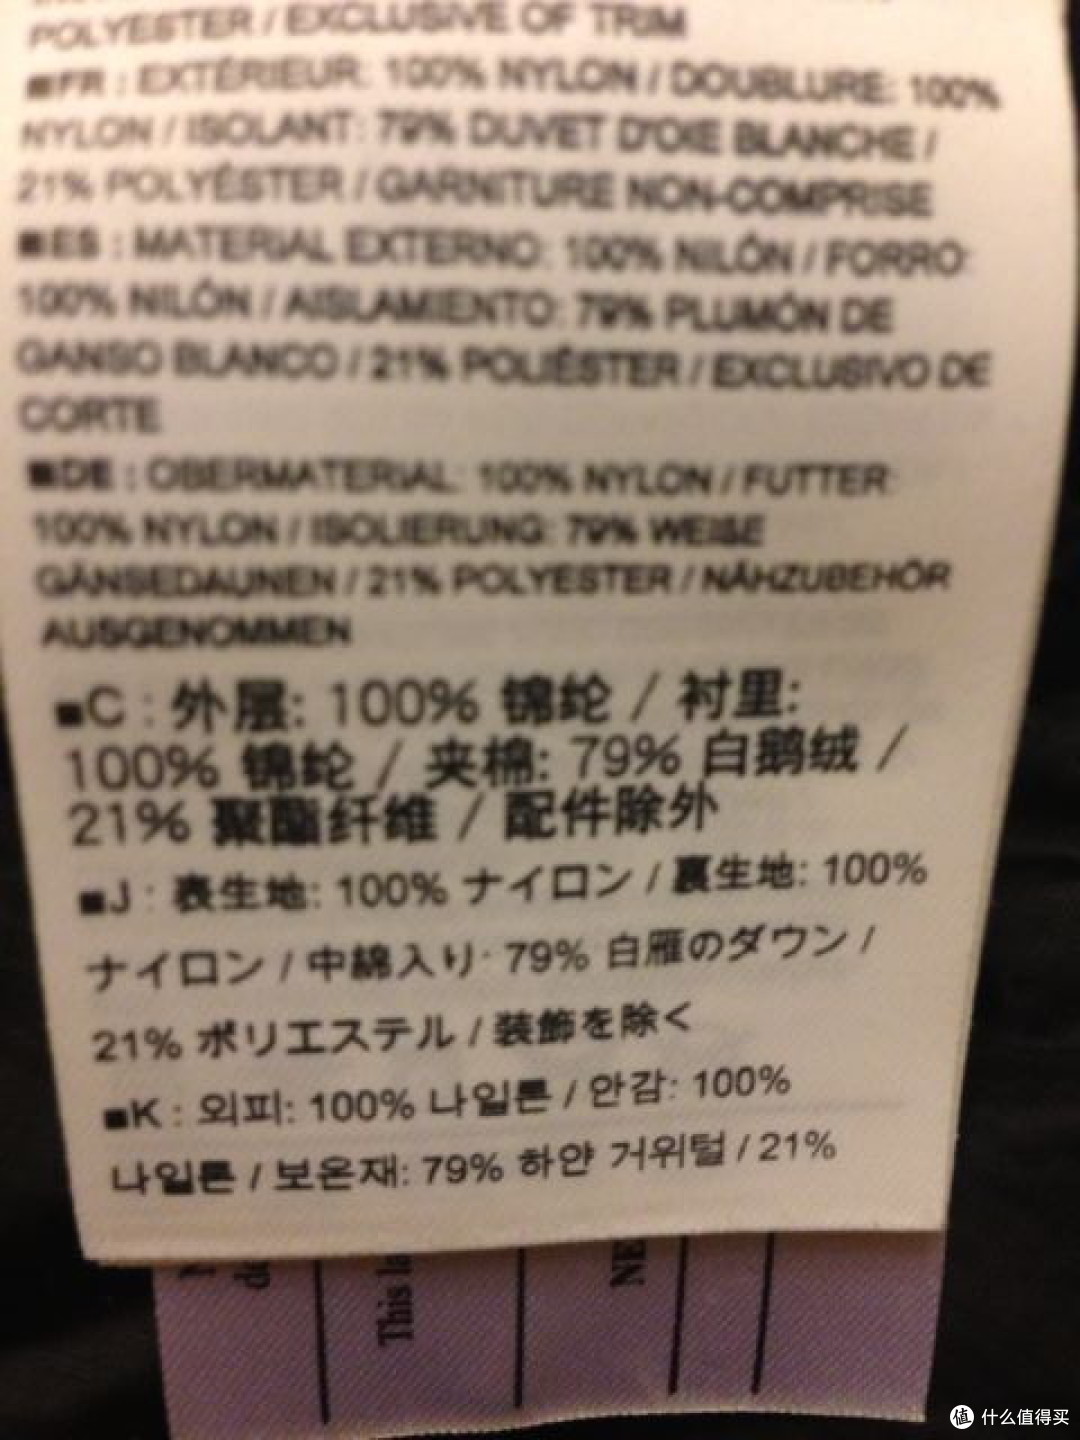 POLYESTER / EXCLUSIVE OF TRIM
■FR : EXTÉRIEUR: 100% NYLON / DOUBLURE: 100%
NYLON / ISOLANT: 79% DUVET D'OIE BLANCHE /
21% POLYÉSTER / GARNITURE NON-COMPRISE
■ES : MATERIAL EXTERNO: 100% NILÓN / FORRO:
100% NILÓN / AISLAMIENTO: 79% PLUMÓN DE
GANSO BLANCO / 21% POLIÉSTER / EXCLUSIVO DE
CORTE
■DE : OBERMATERIAL: 100% NYLON / FUTTER:
100% NYLON / ISOLIERUNG: 79% WEIßE
GÄNSEDAUNEN / 21% POLYESTER / NÄHZUBEHÖR
AUSGENOMMEN
■C : 外层: 100% 锦纶 / 衬里:
100% 锦纶 / 夹棉: 79% 白鹅绒 /
21% 聚酯纤维 / 配件除外
■J : 表生地: 100% ナイロン / 裏生地: 100%
ナイロン / 中綿入り: 79% 白雁のダウン /
21% ポリエステル / 装飾を除く
■K : 외피: 100% 나일론 / 안감: 100%
나일론 / 보온재: 79% 하얀 거위털 / 21%
This
NE
值 什么值得买